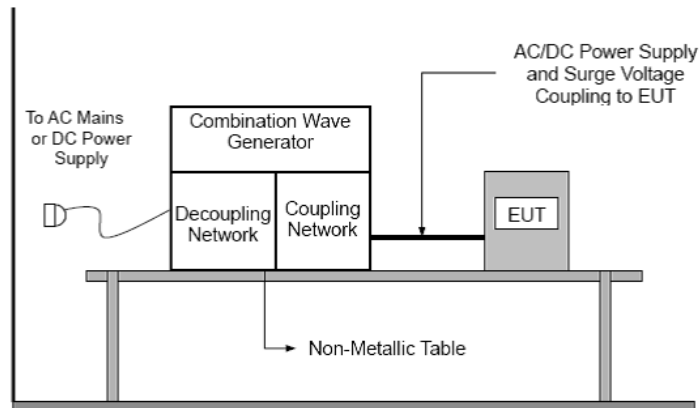 AC/DC Power Supply
and Surge Voltage
Coupling to EUT
To AC Mains
or DC Power
Supply
Combination Wave
Generator
Decoupling
Network
Coupling
Network
EUT
Non-Metallic Table